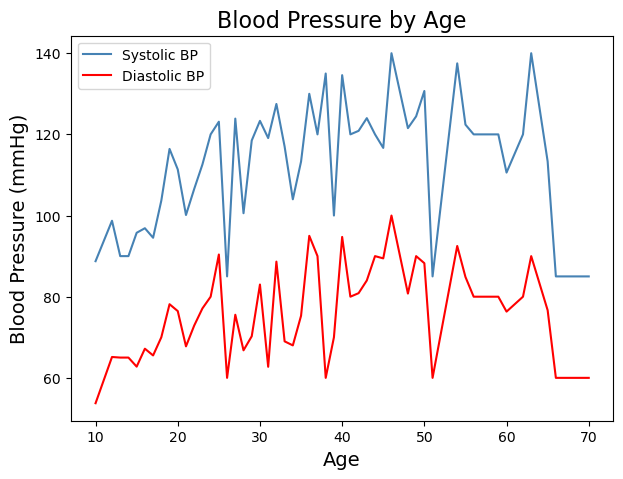 Blood Pressure by Age
Systolic BP
Diastolic BP
Blood Pressure (mmHg)
140
120
100
80
60
10 20 30 40 50 60 70
Age